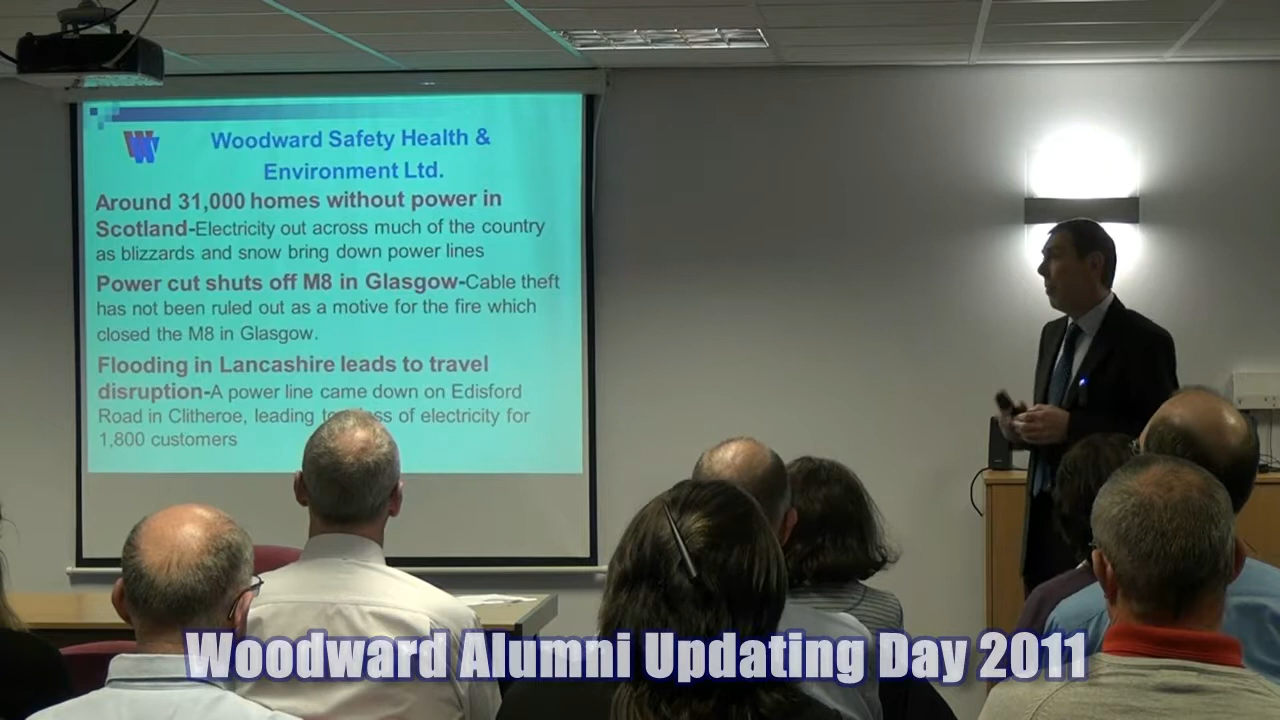 Woodward Safety Health &
Environment Ltd.
Around 31,000 homes without power in
Scotland-Electricity out across much of the country
as blizzards and snow bring down power lines
Power cut shuts off M8 in Glasgow-Cable theft
has not been ruled out as a motive for the fire which
closed the M8 in Glasgow.
Flooding in Lancashire leads to travel
disruption-A power line came down on Edisford
Road in Clitheroe, leading of electricity for
1,800 customers
Woodward Alumni Updating Day 2011